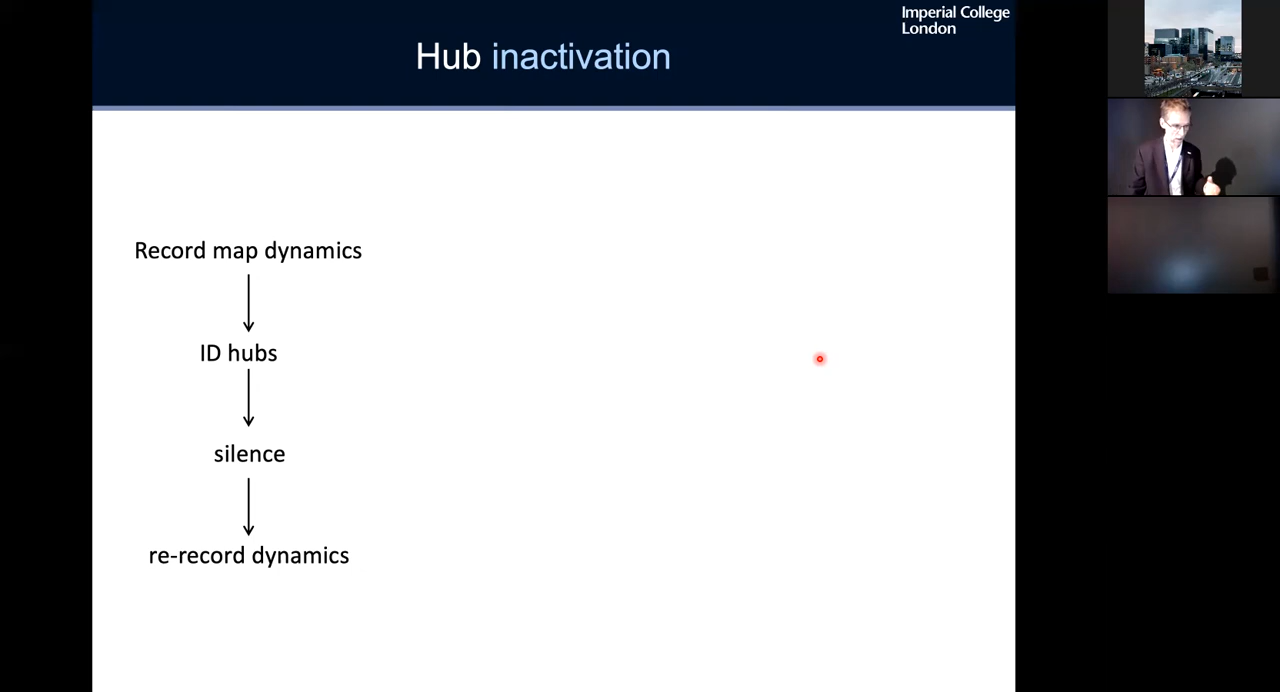 Imperial College
London
Hub inactivation
Record map dynamics
ID hubs
silence
re-record dynamics